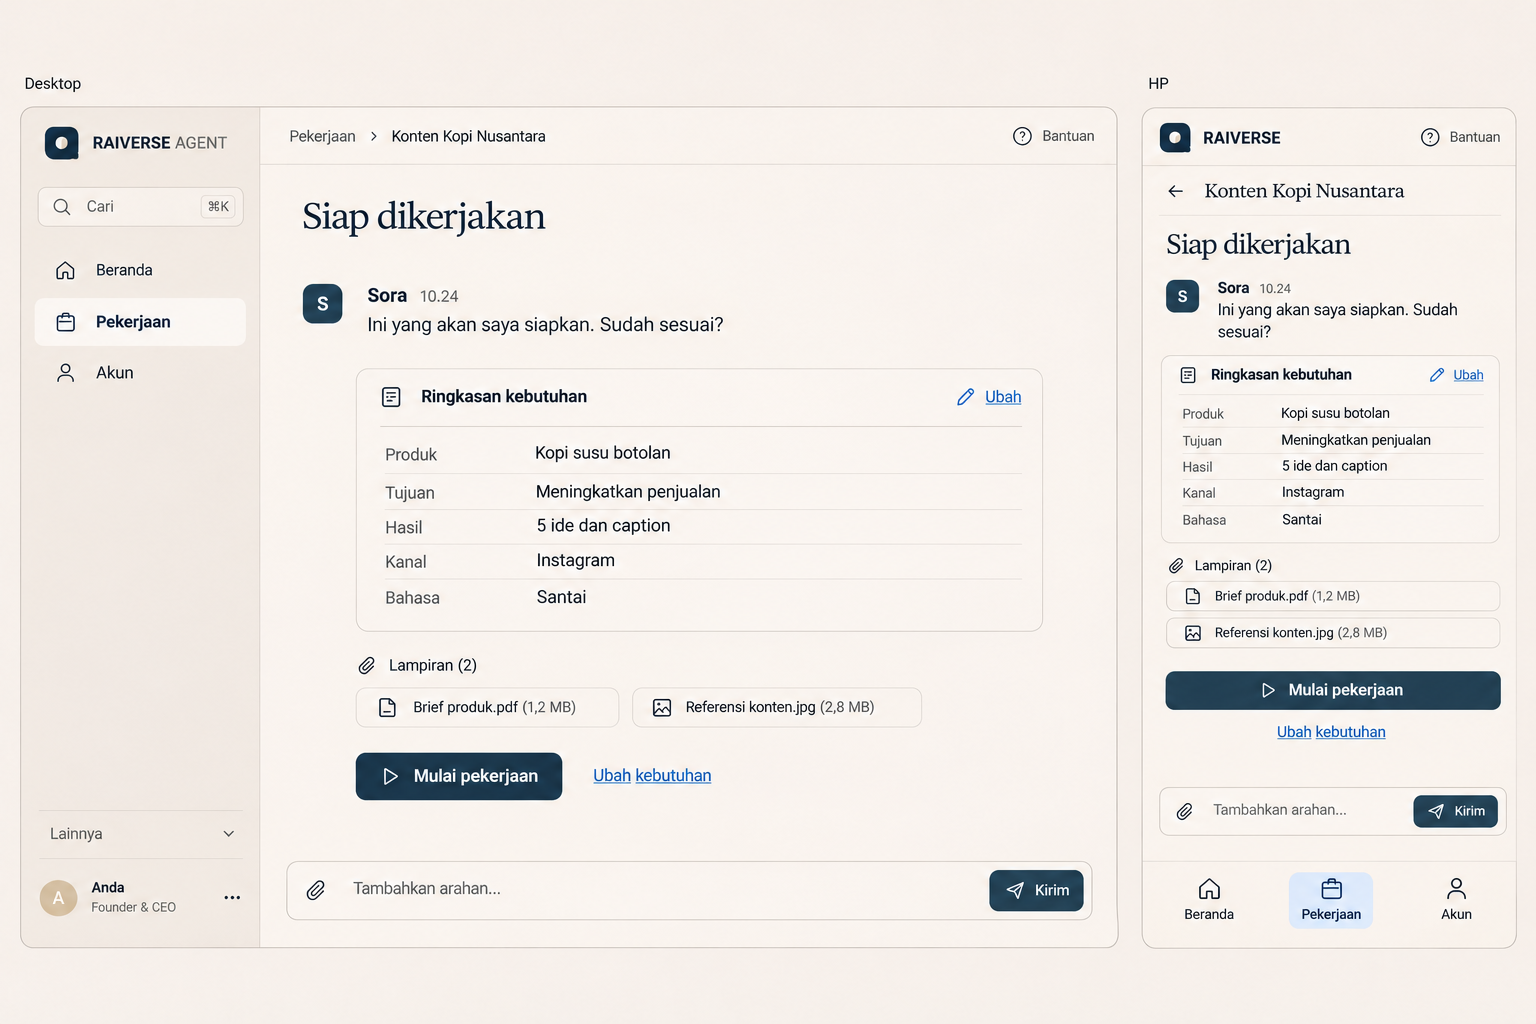 Desktop
RAIVERSE AGENT
Cari ⌘K
Beranda
Pekerjaan
Akun
Lainnya
A
Anda
Founder & CEO
Pekerjaan > Konten Kopi Nusantara
? Bantuan
Siap dikerjakan
S
Sora 10.24
Ini yang akan saya siapkan. Sudah sesuai?
Ringkasan kebutuhan
Ubah
Produk Kopi susu botolan
Tujuan Meningkatkan penjualan
Hasil 5 ide dan caption
Kanal Instagram
Bahasa Santai
Lampiran (2)
Brief produk.pdf (1,2 MB)
Referensi konten.jpg (2,8 MB)
Mulai pekerjaan
Ubah kebutuhan
Tambahkan arahan...
Kirim
HP
RAIVERSE
? Bantuan
Konten Kopi Nusantara
Siap dikerjakan
S
Sora 10.24
Ini yang akan saya siapkan. Sudah
sesuai?
Ringkasan kebutuhan
Ubah
Produk Kopi susu botolan
Tujuan Meningkatkan penjualan
Hasil 5 ide dan caption
Kanal Instagram
Bahasa Santai
Lampiran (2)
Brief produk.pdf (1,2 MB)
Referensi konten.jpg (2,8 MB)
Mulai pekerjaan
Ubah kebutuhan
Tambahkan arahan...
Kirim
Beranda
Pekerjaan
Akun